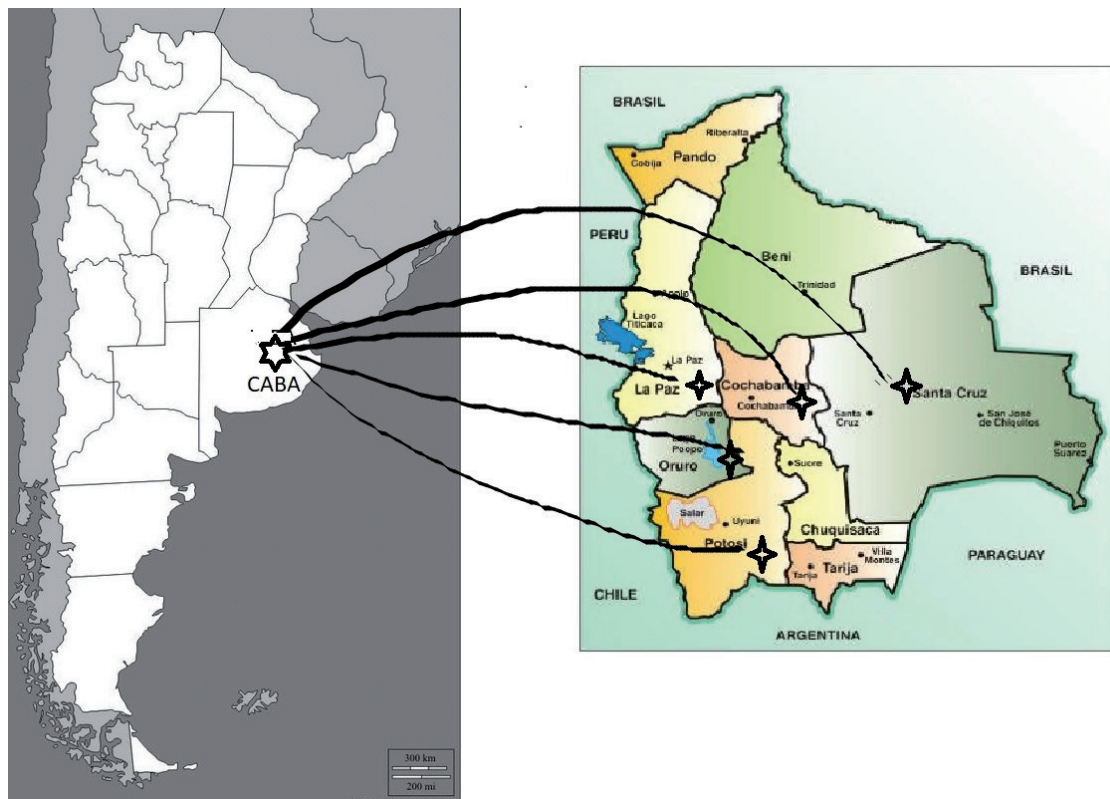 CABA
300 km
200 mi
BRASIL
Riberalta
Cobija
Pando
PERU
Beni
BRASIL
Trinidad
Lago
Titicaca
La Paz
La Paz
Cochabamba
Santa Cruz
Santa
Cruz
San José
de Chiquitos
Puerto
Suarez
Oruro
Poopo
Oruro
Sucre
Salar
Uyuni
Potosi
Chuquisaca
Villa
Montes
Tarija
Tarija
PARAGUAY
CHILE
ARGENTINA